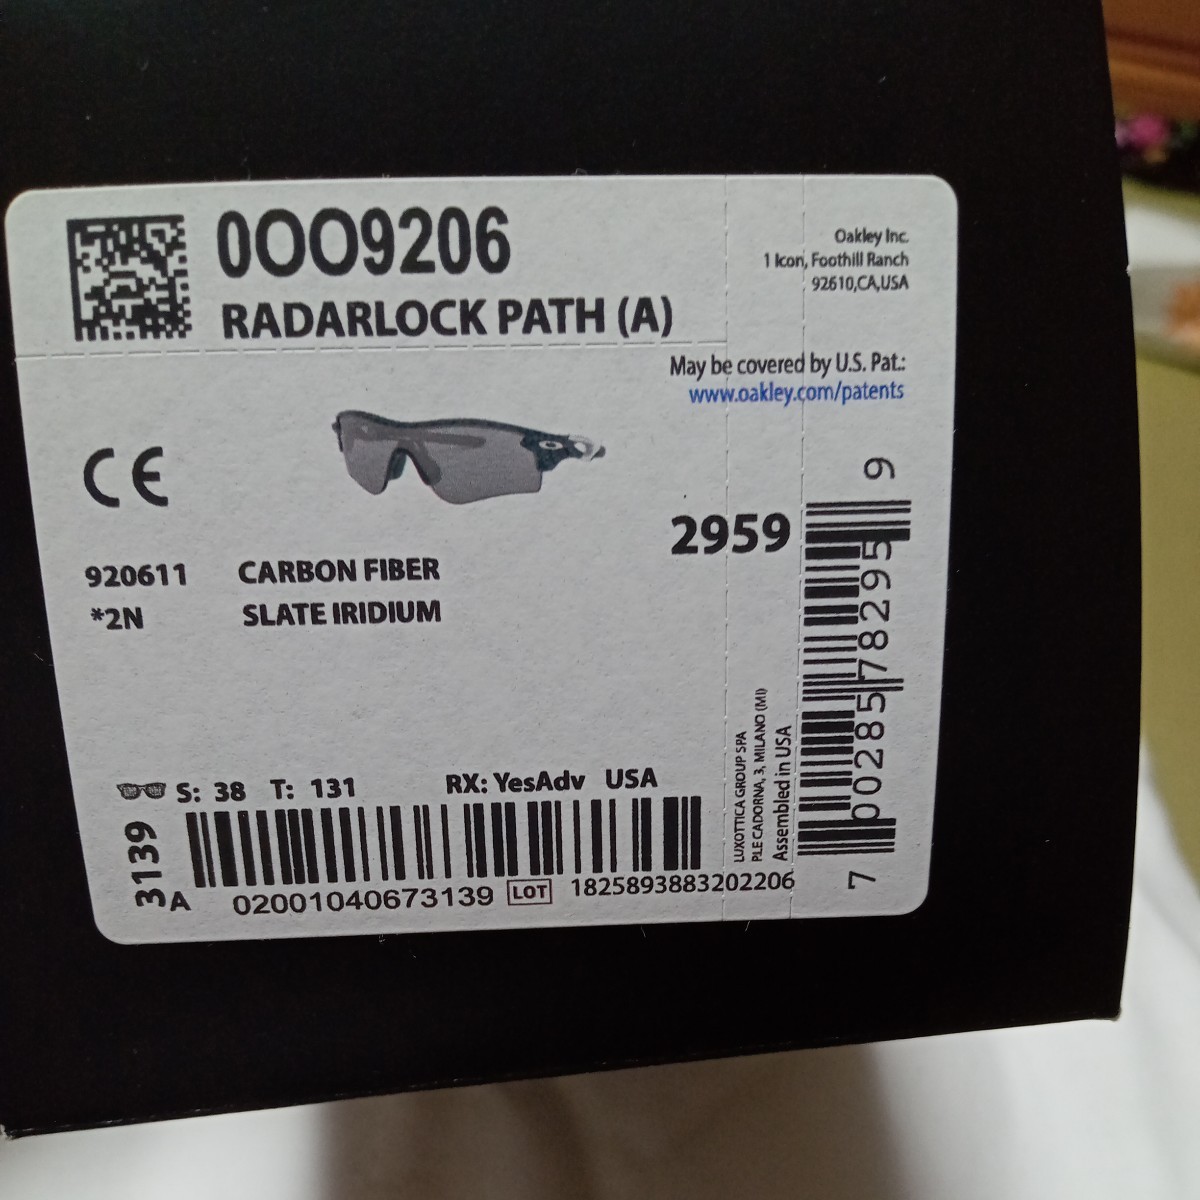 0OO9206
RADARLOCK PATH (A)
Oakley Inc.
1 Icon, Foothill Ranch
92610,CA,USA
May be covered by U.S. Pat.:
www.oakley.com/patents
CE
2959
920611 CARBON FIBER
*2N SLATE IRIDIUM
S: 38 T: 131 RX: YesAdv USA
3139
A
02001040673139 LOT 1825893883202206
LUXOTTICA GROUP SPA
PLE CADORNA, 3, MILANO (MI)
Assembled in USA
7 00285 78295 9